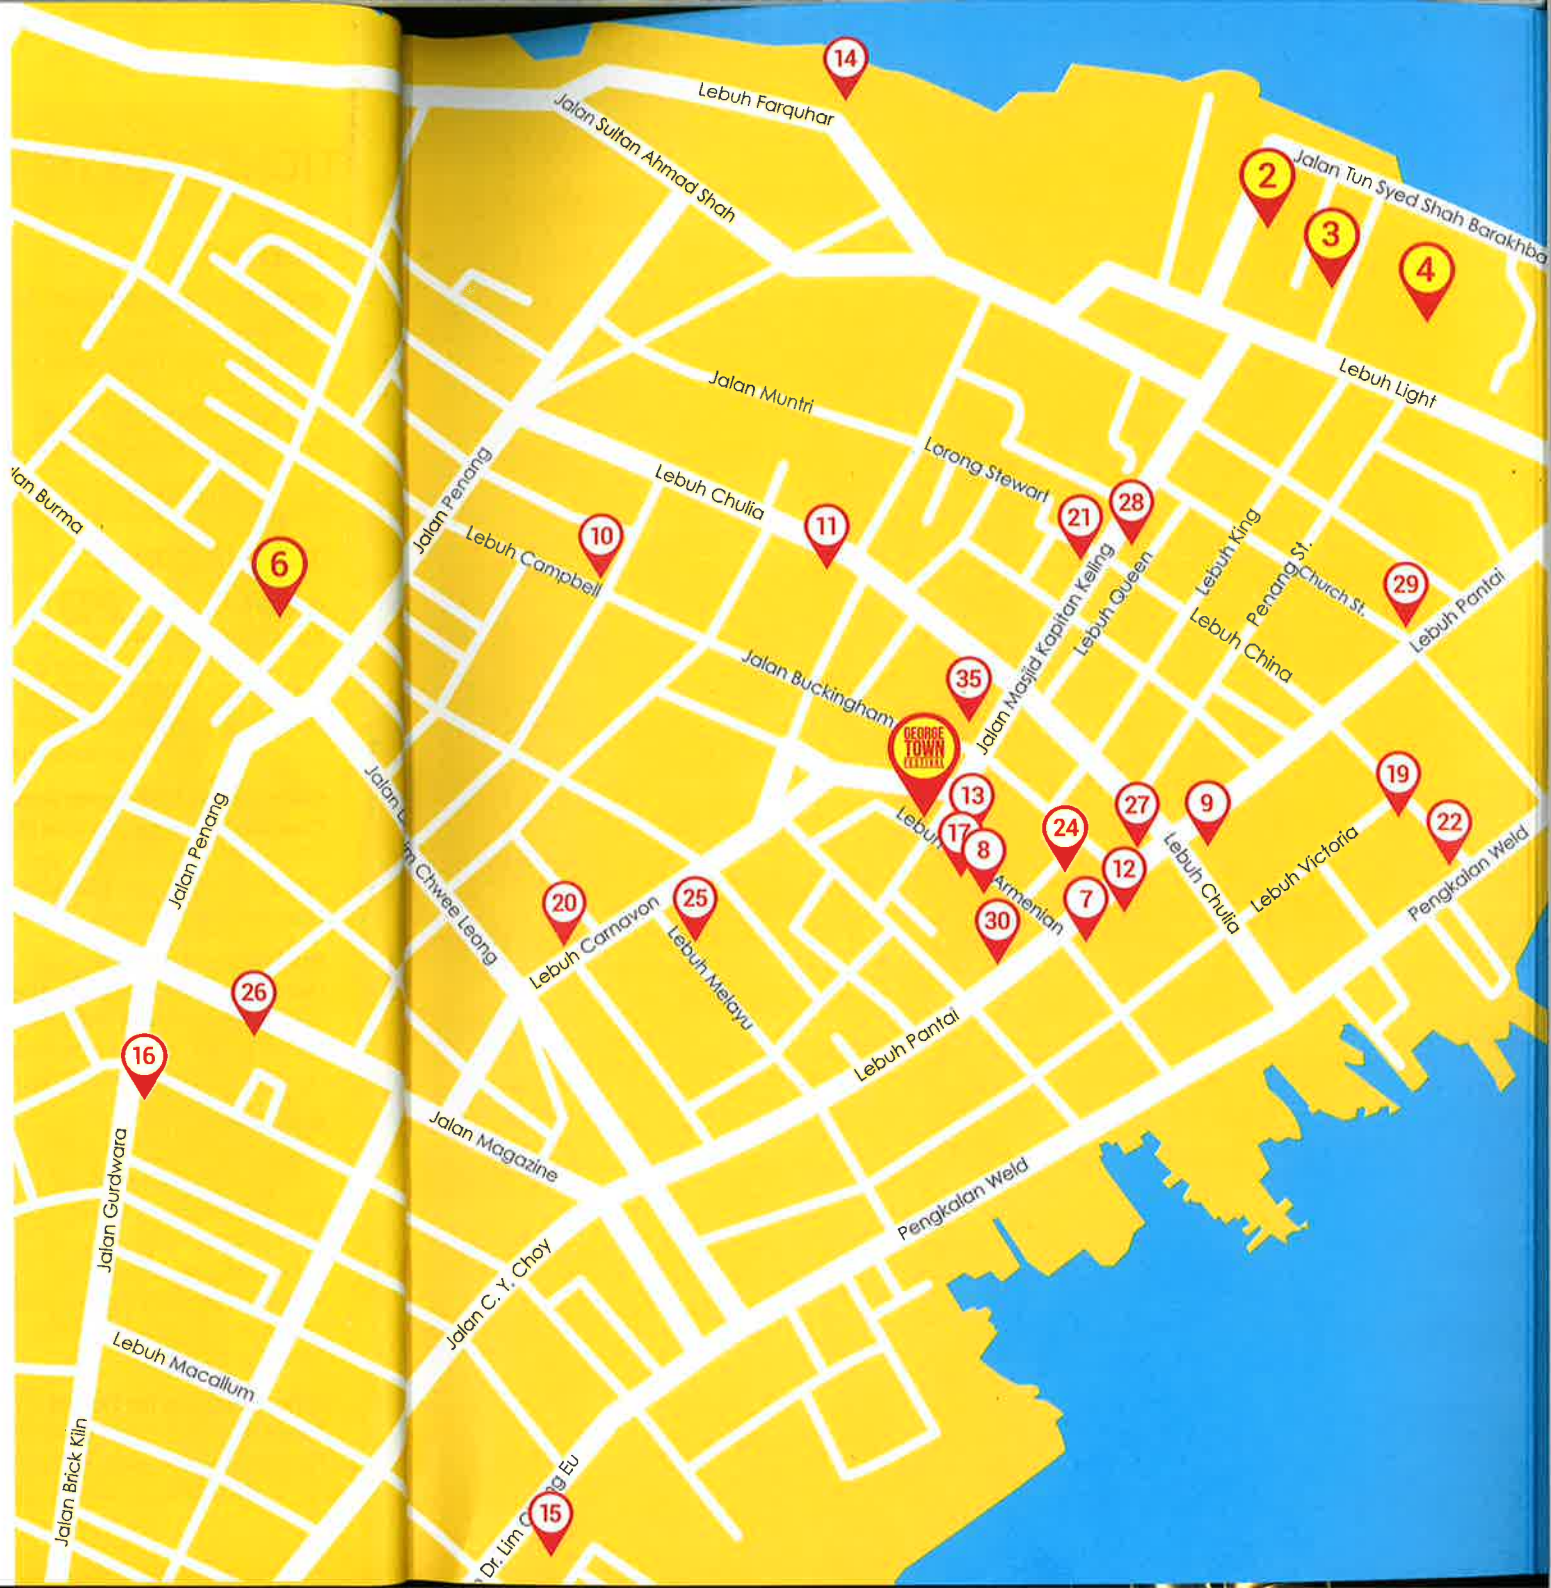 14
Lebuh Farquhar
Jalan Sultan Ahmad Shah
Jalan Tun Syed Shah Barakhba
2
3
4
Lebuh Light
Jalan Muntri
Lorong Stewart
Lebuh Chulia
Jalan Penang
Burma
Lebuh Campbell
10
11
21
28
6
Jalan Masjid Kapitan Keling
Lebuh Queen
Lebuh King
Penang St.
Church St.
29
Lebuh Pantai
Lebuh China
Jalan Buckingham
35
GEORGE
TOWN
FESTIVAL
13
17
8
Lebuh Armenian
24
27
9
12
7
30
19
22
Lebuh Chulia
Lebuh Victoria
Pengkalan Weld
Jalan Penang
Jalan
Chwee Leong
20
25
Lebuh Carnavon
Lebuh Melayu
Lebuh Pantai
26
16
Jalan Magazine
Jalan Gurdwara
Pengkalan Weld
Jalan C. Y. Choy
Lebuh Macallum
Jalan Brick Kiln
Dr. Lim
Eu
15